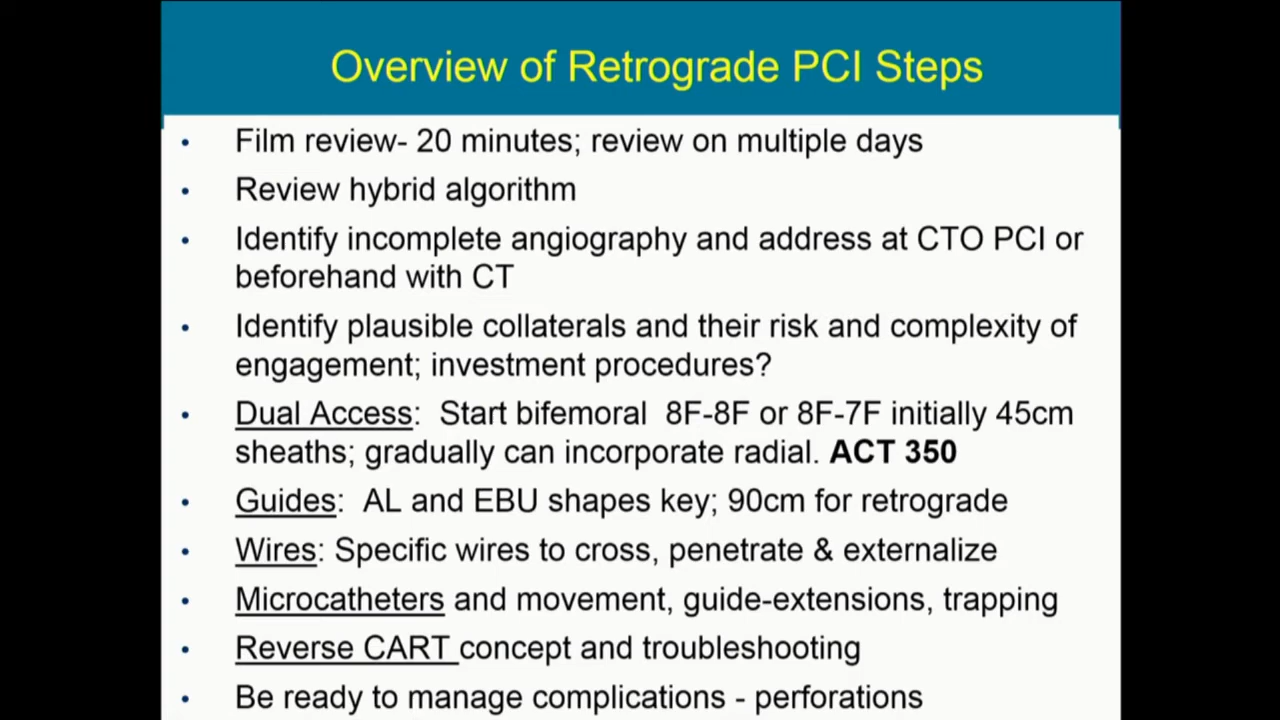 Overview of Retrograde PCI Steps
• Film review- 20 minutes; review on multiple days
• Review hybrid algorithm
• Identify incomplete angiography and address at CTO PCI or
beforehand with CT
• Identify plausible collaterals and their risk and complexity of
engagement; investment procedures?
• Dual Access: Start bifemoral 8F-8F or 8F-7F initially 45cm
sheaths; gradually can incorporate radial. ACT 350
• Guides: AL and EBU shapes key; 90cm for retrograde
• Wires: Specific wires to cross, penetrate & externalize
• Microcatheters and movement, guide-extensions, trapping
• Reverse CART concept and troubleshooting
• Be ready to manage complications - perforations